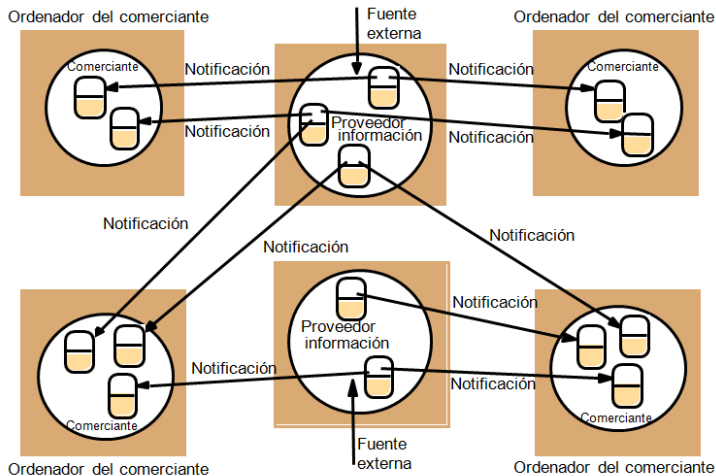 Ordenador del comerciante
Fuente
externa
Ordenador del comerciante
Comerciante
Notificación
Notificación
Comerciante
Notificación
Proveedor
información
Notificación
Notificación
Notificación
Notificación
Notificación
Proveedor
información
Notificación
Notificación
Comerciante
Comerciante
Fuente
externa
Ordenador del comerciante
Ordenador del comerciante